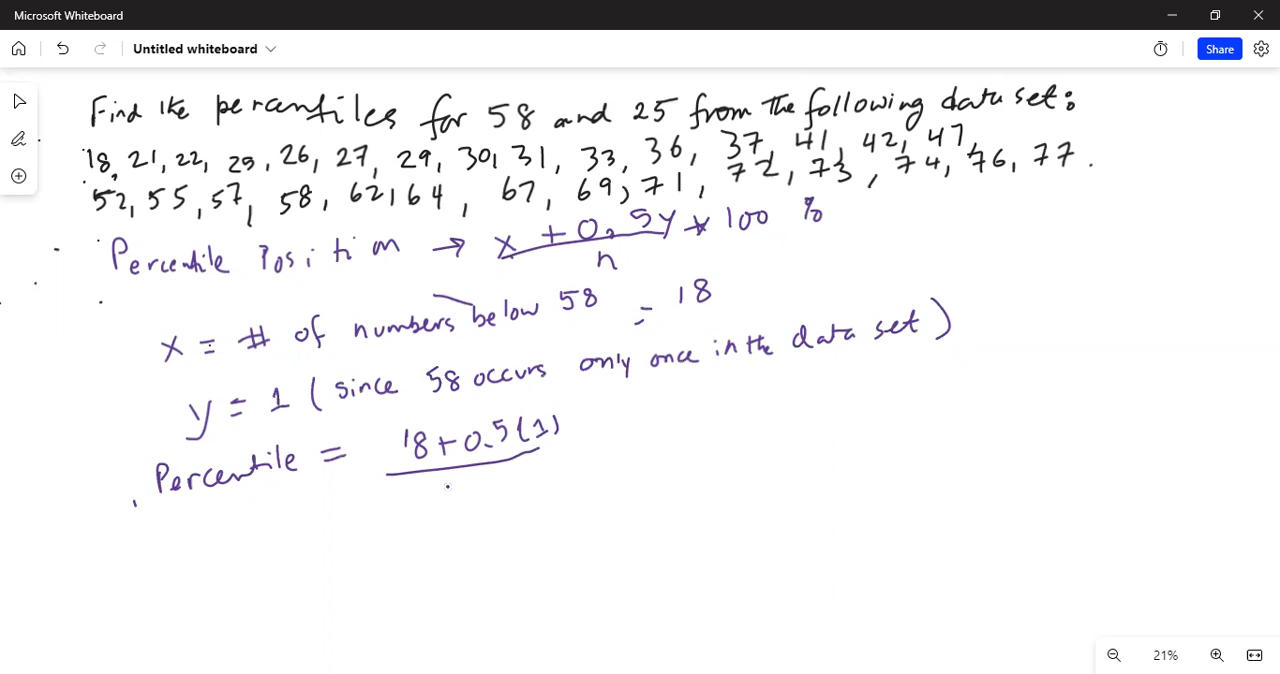 Microsoft Whiteboard
Untitled whiteboard
Share
Find the percentiles for 58 and 25 from the following data set:
18, 21, 22, 25, 26, 27, 29, 30, 31, 33, 36, 37, 41, 42, 47,
52, 55, 57, 58, 62, 64, 67, 69, 71, 72, 73, 74, 76, 77.
Percentile Position → x + 0.5y * 100 %
n
x = # of numbers below 58 = 18
y = 1 (since 58 occurs only once in the data set)
Percentile = 18+0.5(1)
21%